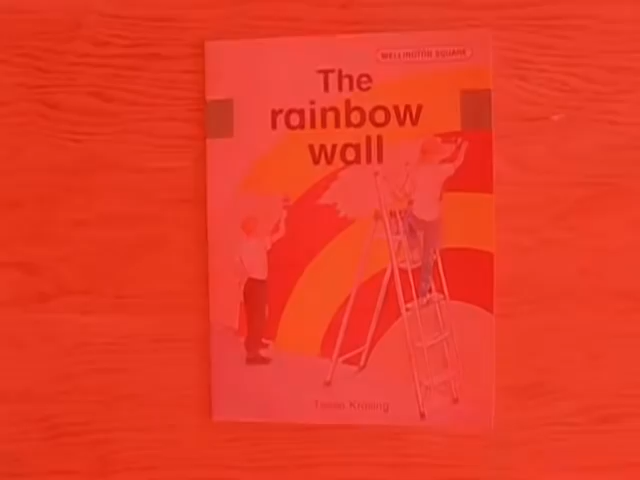 WELLINGTON SQUARE
The
rainbow
wall
Tessa Krailing